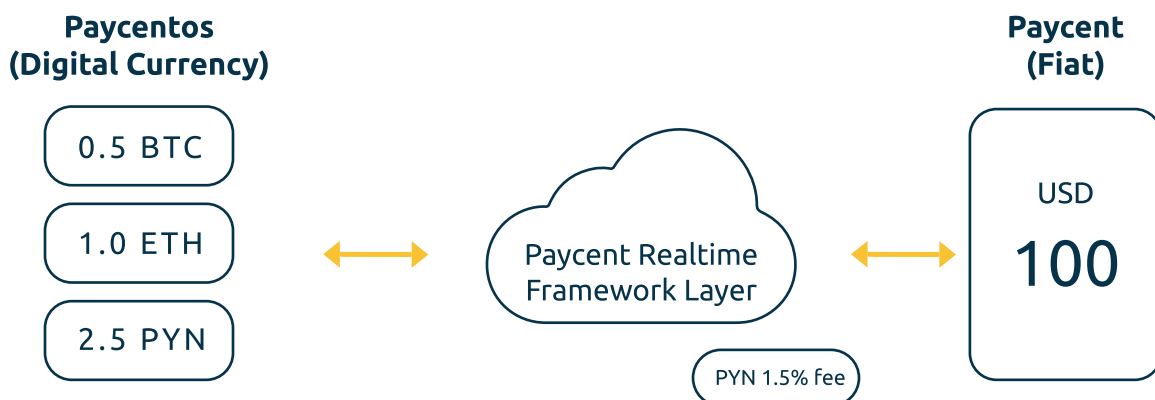 Paycentos
(Digital Currency)
0.5 BTC
1.0 ETH
2.5 PYN
Paycent Realtime
Framework Layer
PYN 1.5% fee
Paycent
(Fiat)
USD
100